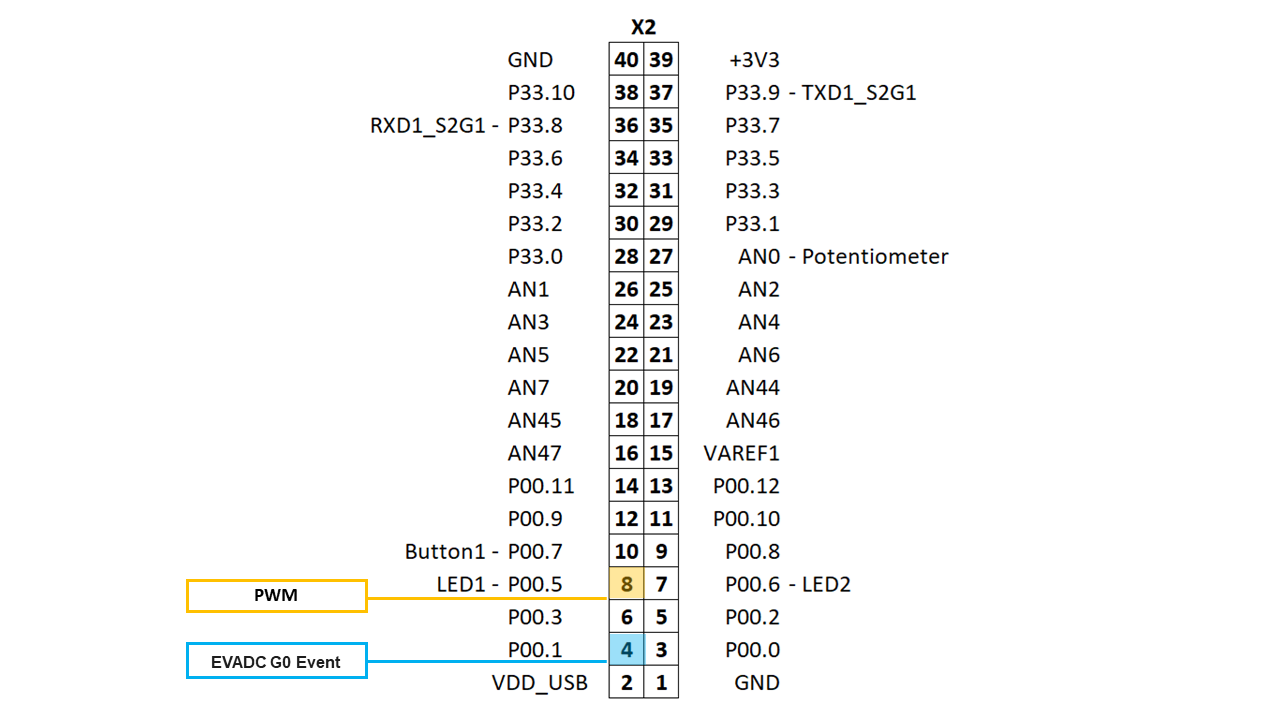 X2
GND 40 39 +3V3
P33.10 38 37 P33.9 - TXD1_S2G1
RXD1_S2G1 - P33.8 36 35 P33.7
P33.6 34 33 P33.5
P33.4 32 31 P33.3
P33.2 30 29 P33.1
P33.0 28 27 AN0 - Potentiometer
AN1 26 25 AN2
AN3 24 23 AN4
AN5 22 21 AN6
AN7 20 19 AN44
AN45 18 17 AN46
AN47 16 15 VAREF1
P00.11 14 13 P00.12
P00.9 12 11 P00.10
Button1 - P00.7 10 9 P00.8
LED1 - P00.5 8 7 P00.6 - LED2
PWM
P00.3 6 5 P00.2
P00.1 4 3 P00.0
EVADC G0 Event
VDD_USB 2 1 GND